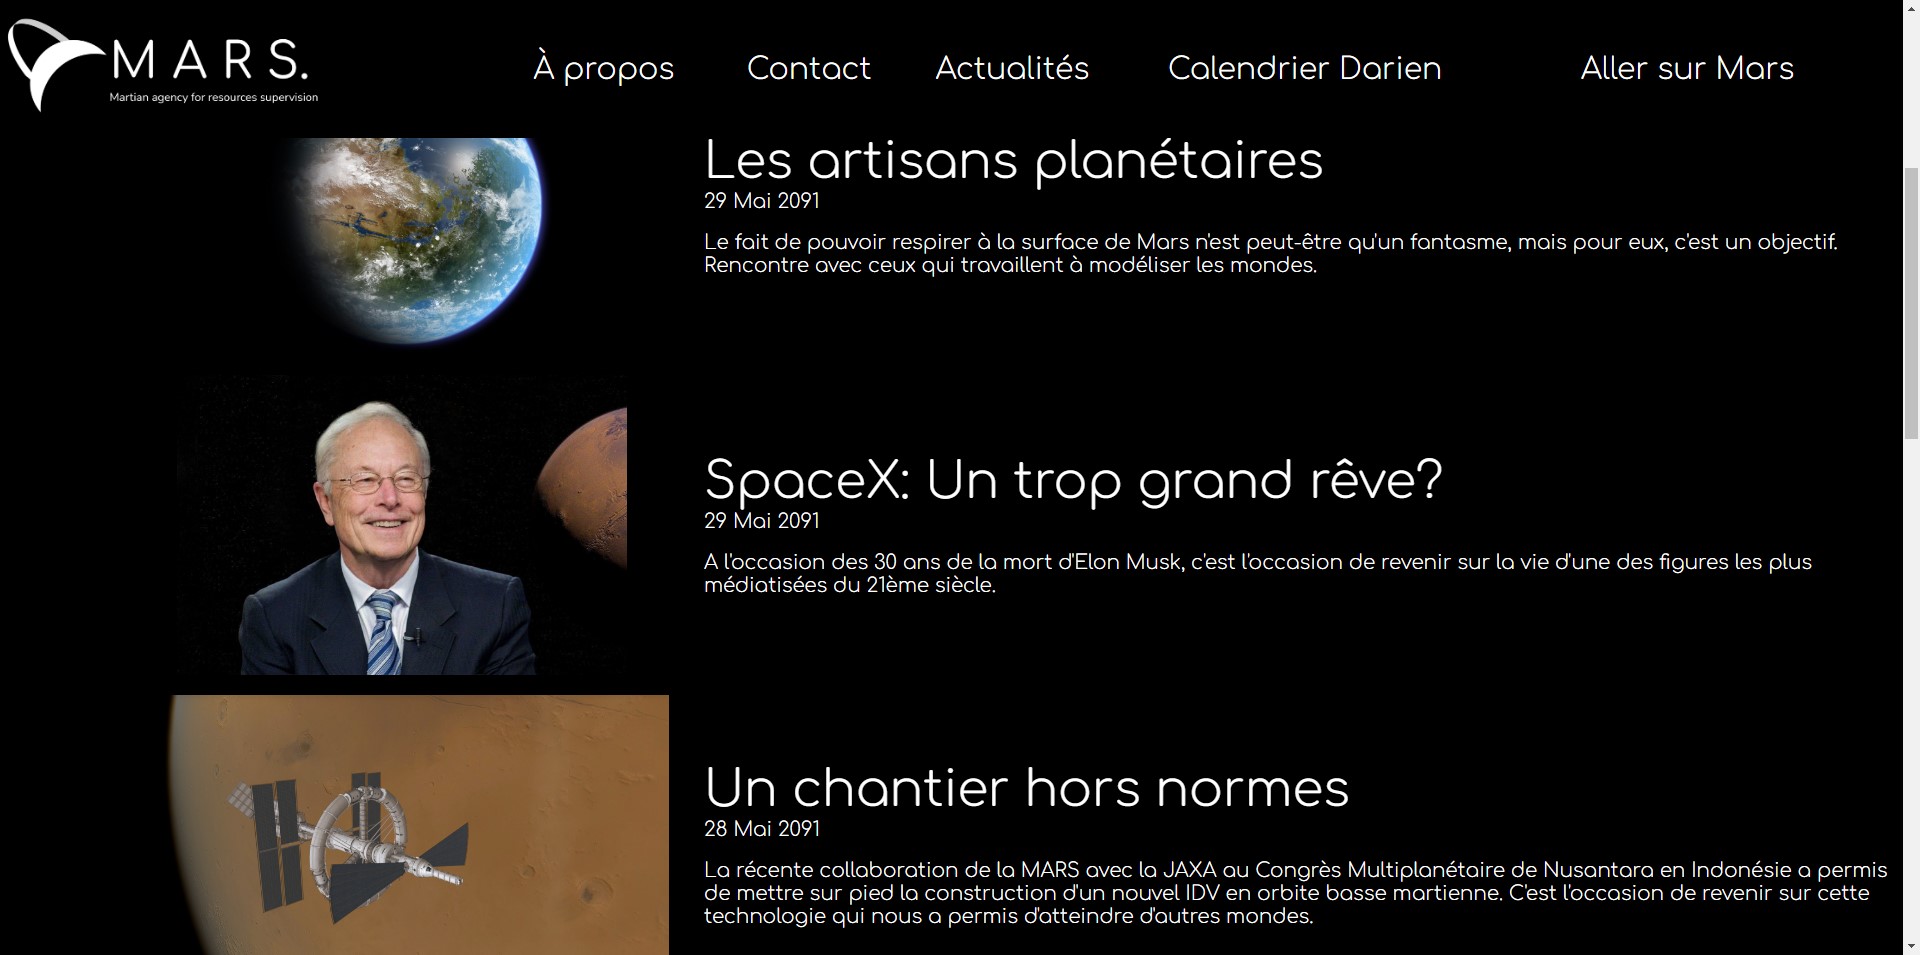 MARS.
Martian agency for resources supervision
À propos
Contact
Actualités
Calendrier Darien
Aller sur Mars
Les artisans planétaires
29 Mai 2091
Le fait de pouvoir respirer à la surface de Mars n'est peut-être qu'un fantasme, mais pour eux, c'est un objectif.
Rencontre avec ceux qui travaillent à modéliser les mondes.
SpaceX: Un trop grand rêve?
29 Mai 2091
A l'occasion des 30 ans de la mort d'Elon Musk, c'est l'occasion de revenir sur la vie d'une des figures les plus
médiatisées du 21ème siècle.
Un chantier hors normes
28 Mai 2091
La récente collaboration de la MARS avec la JAXA au Congrès Multiplanétaire de Nusantara en Indonésie a permis
de mettre sur pied la construction d'un nouvel IDV en orbite basse martienne. C'est l'occasion de revenir sur cette
technologie qui nous a permis d'atteindre d'autres mondes.